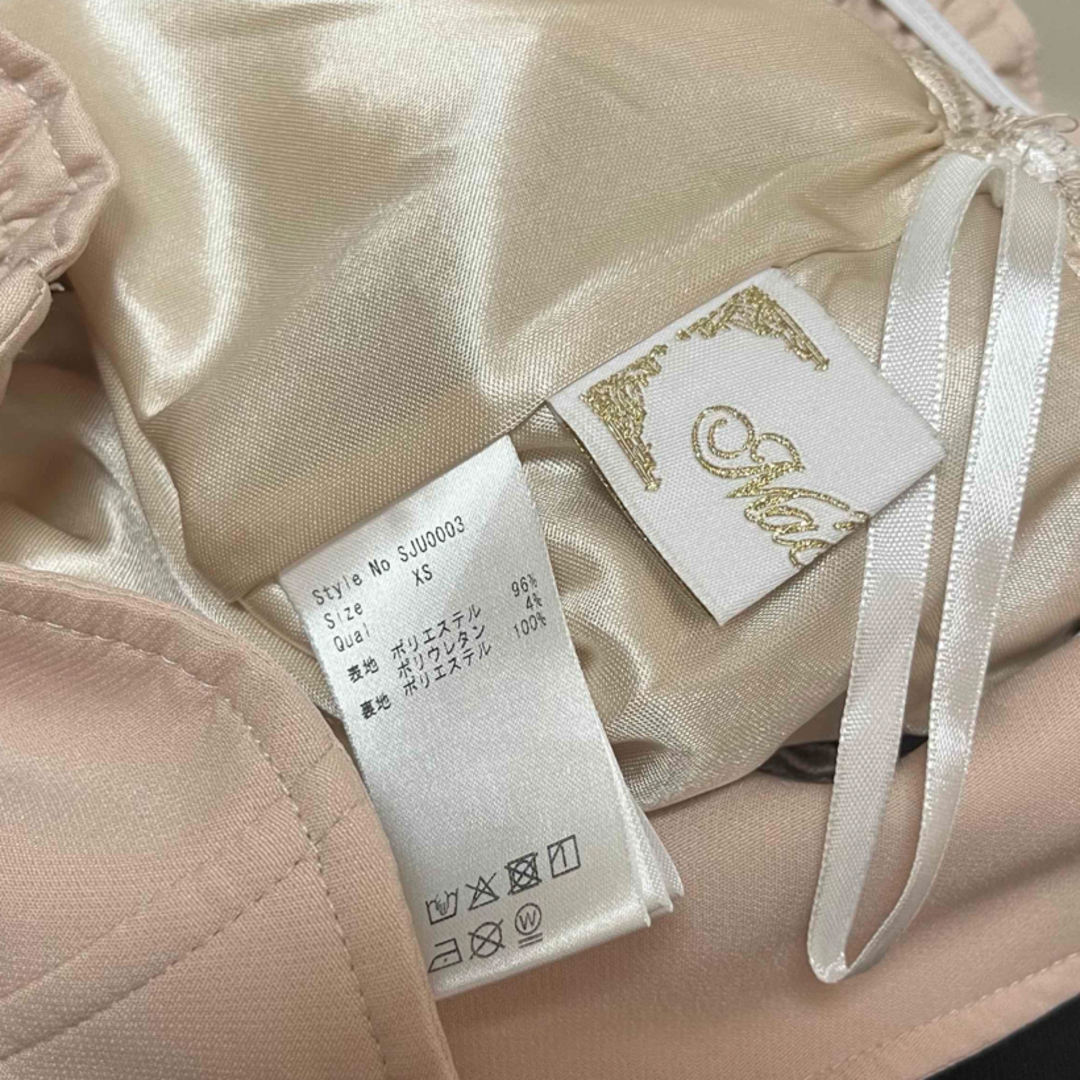 Style No SJU0003
Size XS
Qual
表地 ポリエステル 96%
ポリウレタン 4%
裏地 ポリエステル 100%
W